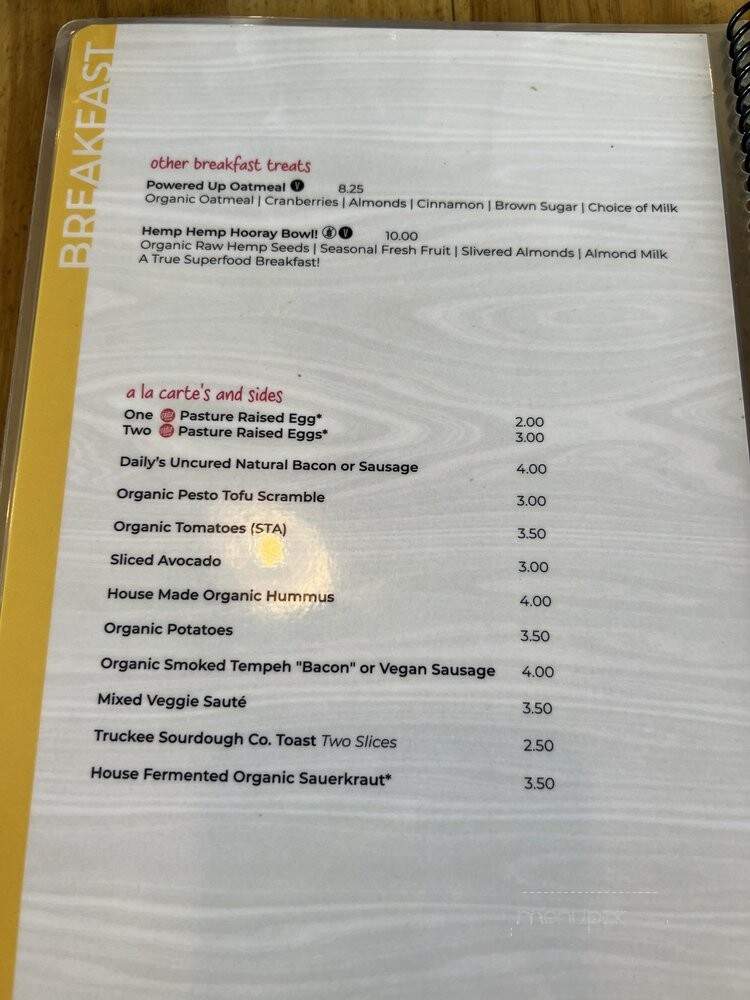 BREAKFAST
other breakfast treats
Powered Up Oatmeal V 8.25
Organic Oatmeal | Cranberries | Almonds | Cinnamon | Brown Sugar | Choice of Milk
Hemp Hemp Hooray Bowl! V 10.00
Organic Raw Hemp Seeds | Seasonal Fresh Fruit | Slivered Almonds | Almond Milk
A True Superfood Breakfast!
a la carte's and sides
One Pasture Raised Egg* 2.00
Two Pasture Raised Eggs* 3.00
Daily's Uncured Natural Bacon or Sausage 4.00
Organic Pesto Tofu Scramble 3.00
Organic Tomatoes (STA) 3.50
Sliced Avocado 3.00
House Made Organic Hummus 4.00
Organic Potatoes 3.50
Organic Smoked Tempeh "Bacon" or Vegan Sausage 4.00
Mixed Veggie Sauté 3.50
Truckee Sourdough Co. Toast Two Slices 2.50
House Fermented Organic Sauerkraut* 3.50
menupix